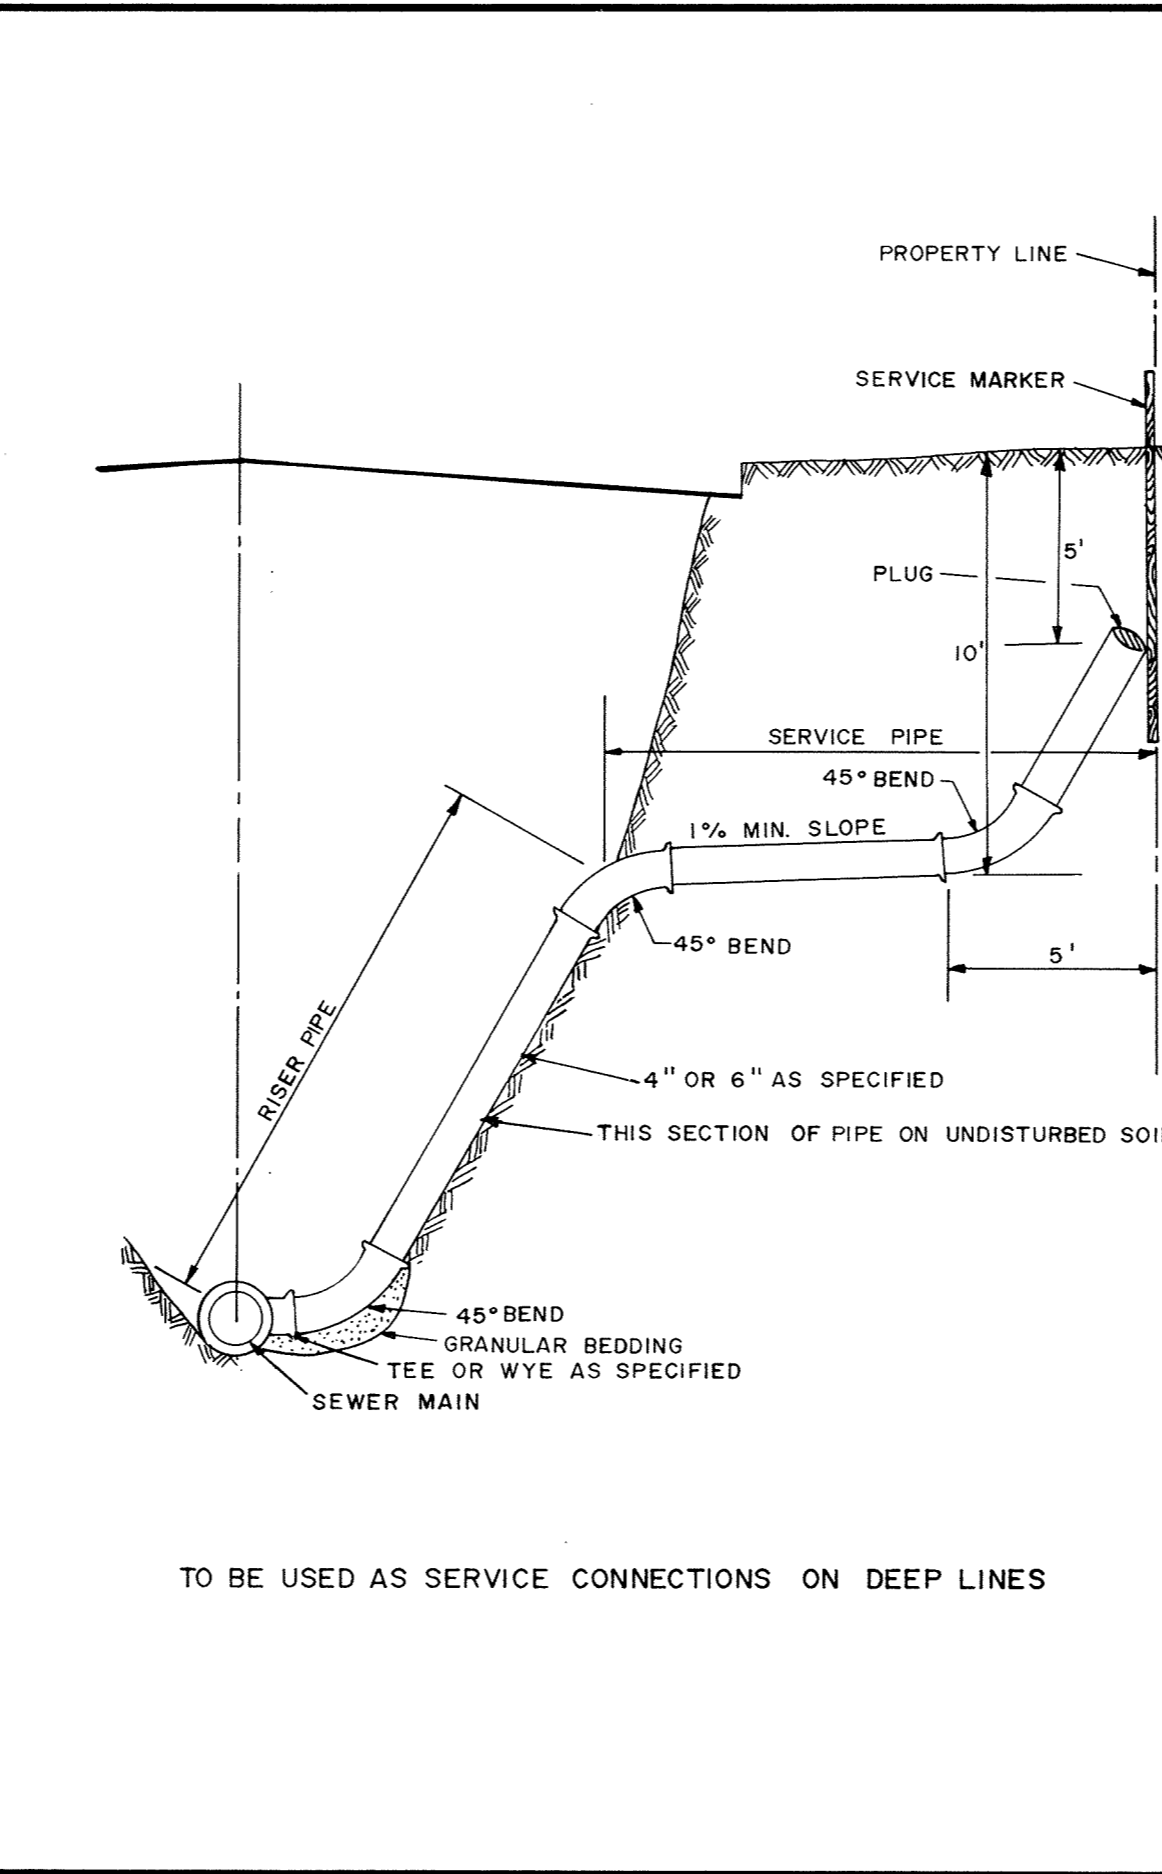 PROPERTY LINE
SERVICE MARKER
5'
PLUG
10'
SERVICE PIPE
45° BEND
1% MIN. SLOPE
45° BEND
5'
RISER PIPE
4" OR 6" AS SPECIFIED
THIS SECTION OF PIPE ON UNDISTURBED
45° BEND
GRANULAR BEDDING
TEE OR WYE AS SPECIFIED
SEWER MAIN
TO BE USED AS SERVICE CONNECTIONS ON DEEP LINES